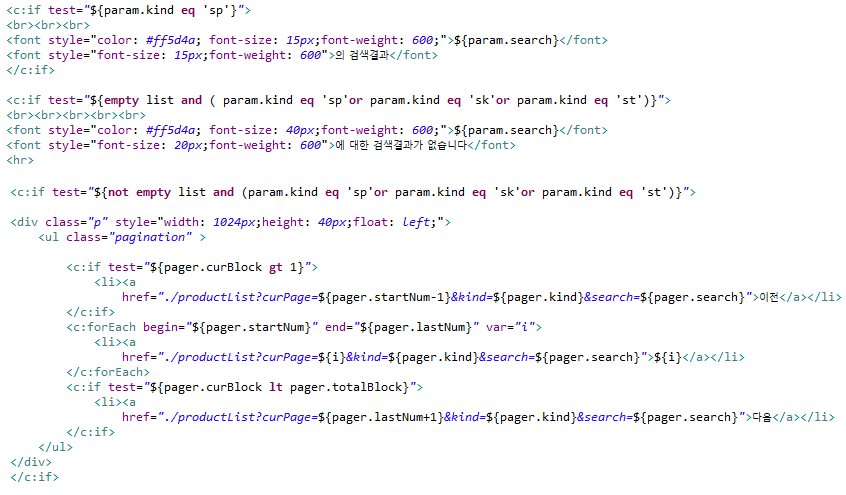 <c:if test="${param.kind eq 'sp'}">
<br><br><br>
<font style="color: #ff5d4a; font-size: 15px;font-weight: 600;">${param.search}</font>
<font style="font-size: 15px;font-weight: 600">의 검색결과</font>
</c:if>
<c:if test="${empty list and ( param.kind eq 'sp'or param.kind eq 'sk'or param.kind eq 'st')}">
<br><br><br><br><br>
<font style="color: #ff5d4a; font-size: 40px;font-weight: 600;">${param.search}</font>
<font style="font-size: 20px;font-weight: 600">에 대한 검색결과가 없습니다</font>
<hr>
<c:if test="${not empty list and (param.kind eq 'sp'or param.kind eq 'sk'or param.kind eq 'st')}">
<div class="p" style="width: 1024px;height: 40px;float: left;">
<ul class="pagination" >
<c:if test="${pager.curBlock gt 1}">
<li><a
href="./productList?curPage=${pager.startNum-1}&kind=${pager.kind}&search=${pager.search}">이전</a></li>
</c:if>
<c:forEach begin="${pager.startNum}" end="${pager.lastNum}" var="i">
<li><a
href="./productList?curPage=${i}&kind=${pager.kind}&search=${pager.search}">${i}</a></li>
</c:forEach>
<c:if test="${pager.curBlock lt pager.totalBlock}">
<li><a
href="./productList?curPage=${pager.lastNum+1}&kind=${pager.kind}&search=${pager.search}">다음</a></li>
</c:if>
</ul>
</div>
</c:if>